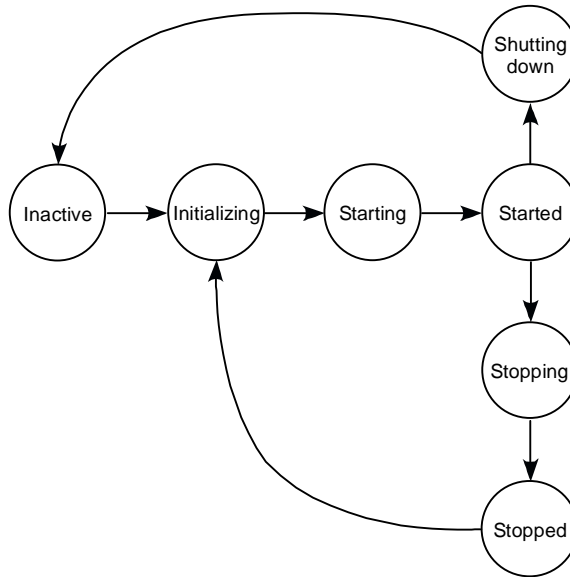 Shutting
down
Inactive
Initializing
Starting
Started
Stopping
Stopped